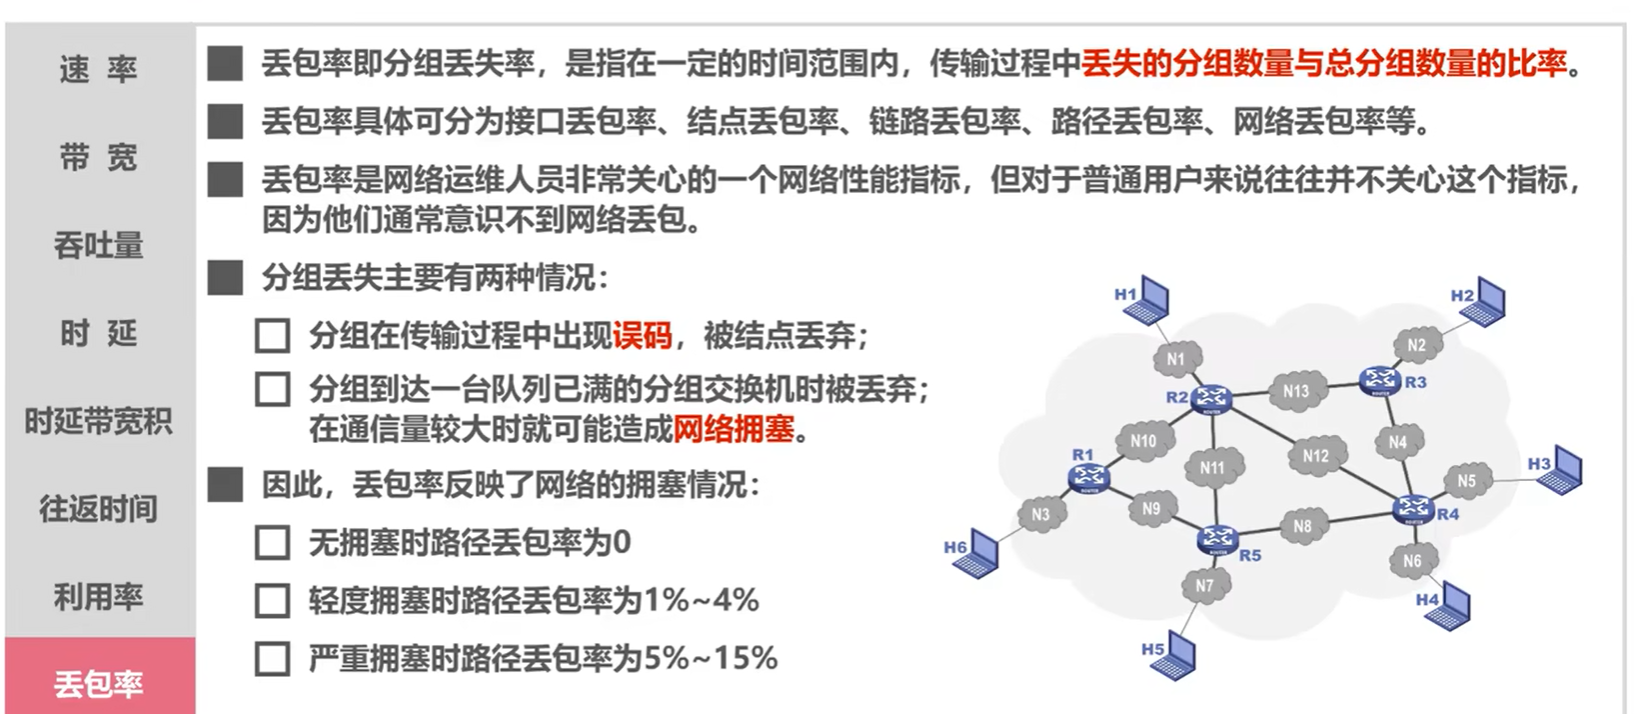 速 率
带 宽
吞吐量
时 延
时延带宽积
往返时间
利用率
丢包率
丢包率即分组丢失率，是指在一定的时间范围内，传输过程中丢失的分组数量与总分组数量的比率。
丢包率具体可分为接口丢包率、结点丢包率、链路丢包率、路径丢包率、网络丢包率等。
丢包率是网络运维人员非常关心的一个网络性能指标，但对于普通用户来说往往并不关心这个指标，
因为他们通常意识不到网络丢包。
分组丢失主要有两种情况：
分组在传输过程中出现误码，被结点丢弃；
分组到达一台队列已满的分组交换机时被丢弃；
在通信量较大时就可能造成网络拥塞。
因此，丢包率反映了网络的拥塞情况：
无拥塞时路径丢包率为0
轻度拥塞时路径丢包率为1%~4%
严重拥塞时路径丢包率为5%~15%
H1
H2
N1
N2
R2
N13
R3
N10
N4
R1
N11
N12
H3
N5
N3
N9
N8
R4
H6
R5
N6
N7
H4
H5